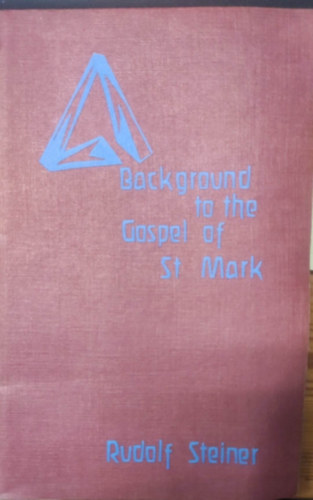 Background
to the
Gospel of
St Mark
Rudolf Steiner